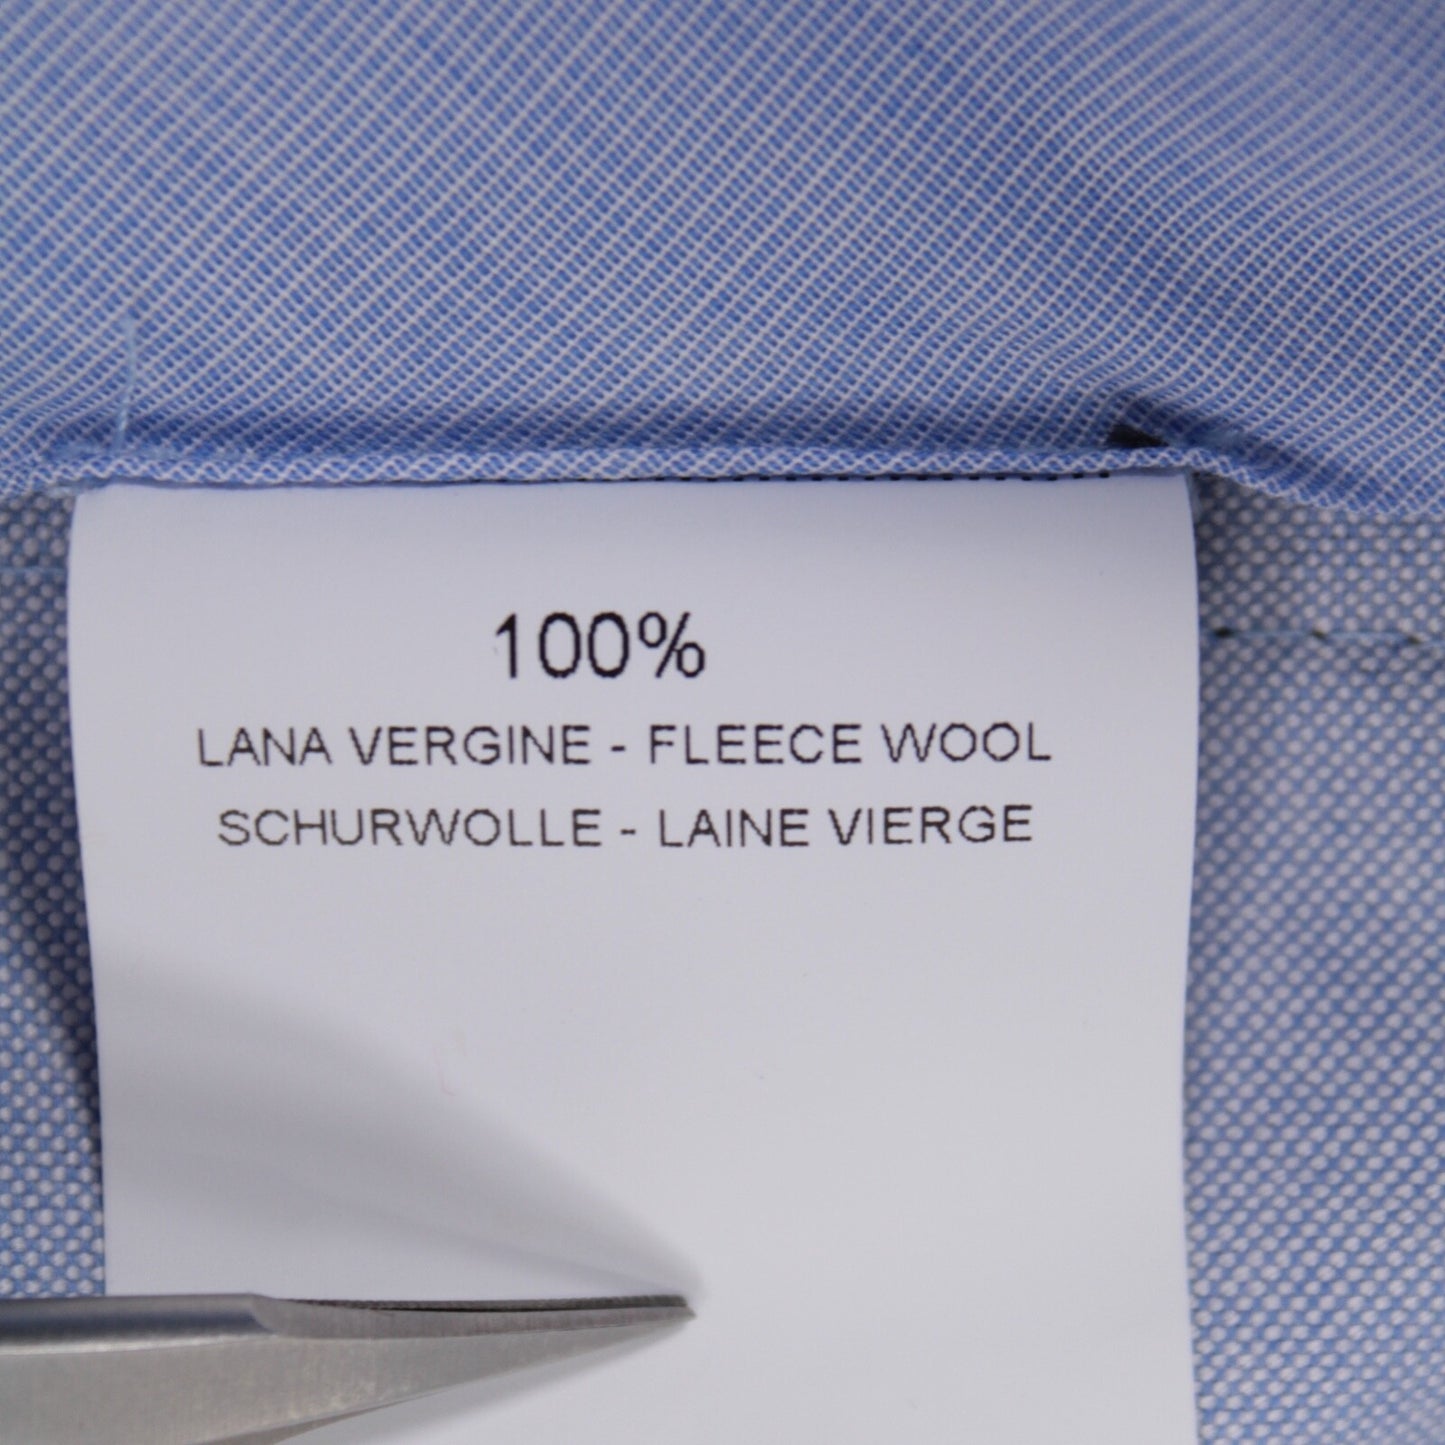 100%
LANA VERGINE - FLEECE WOOL
SCHURWOLLE - LAINE VIERGE